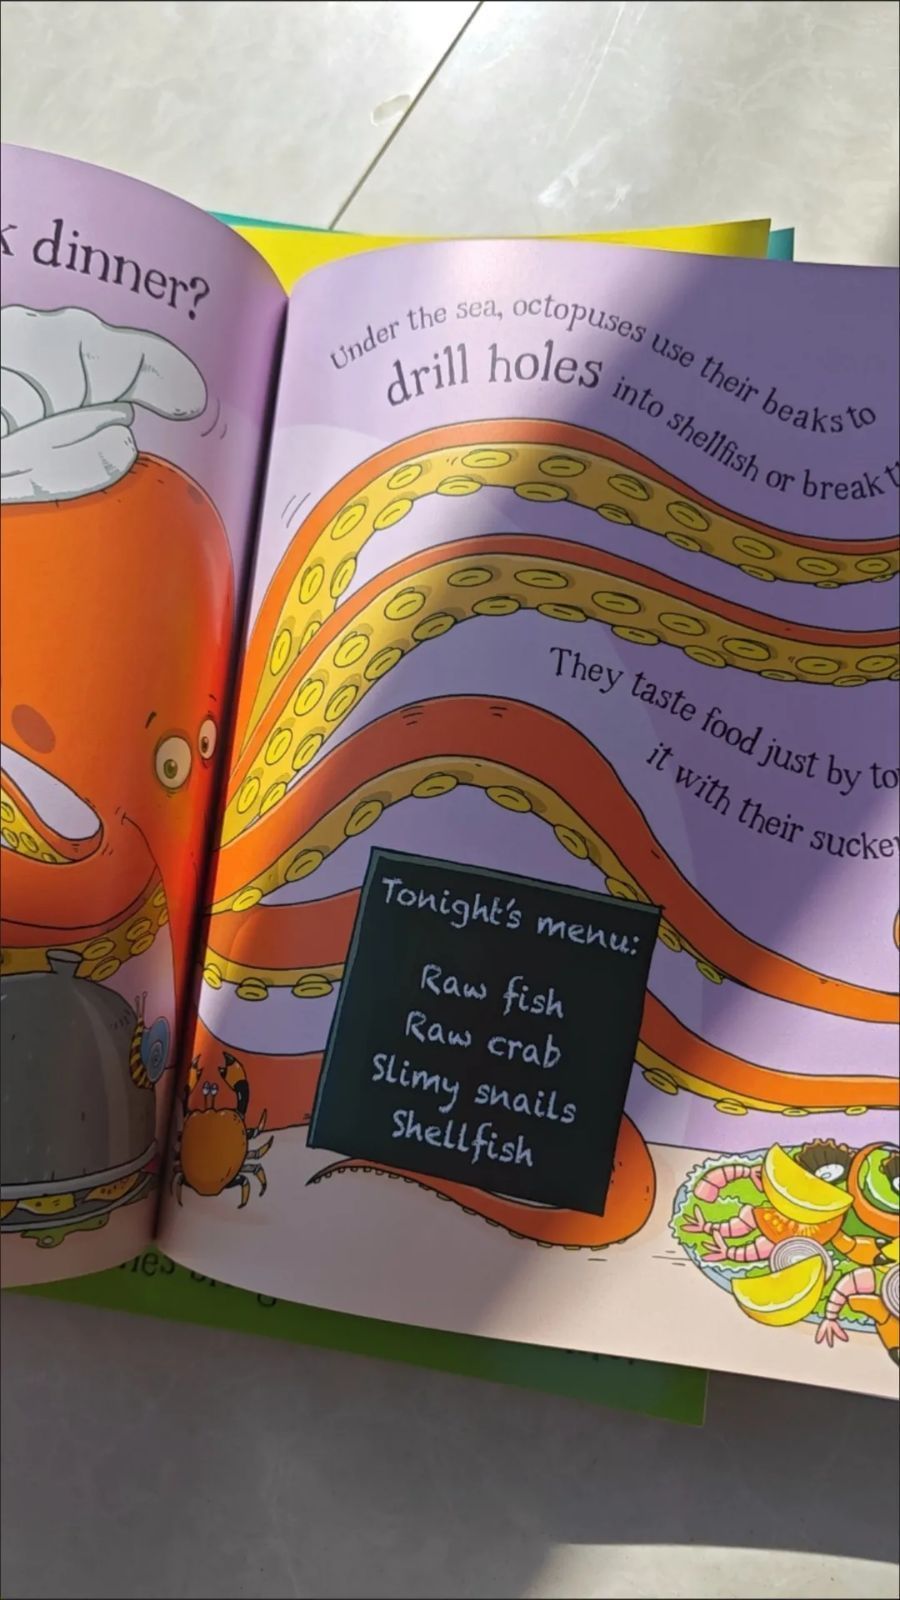 dinner?
Under the sea, octopuses use their beaks to
drill holes into shellfish or break
They taste food just by
it with their
Tonight's menu:
Raw fish
Raw crab
Slimy snails
Shellfish